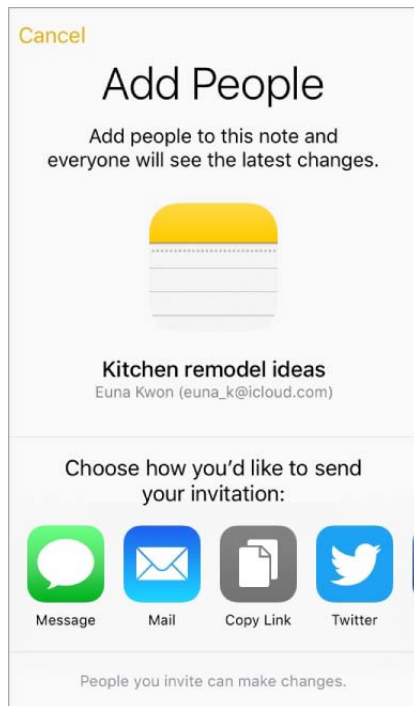 Cancel
Add People
Add people to this note and
everyone will see the latest changes.
Kitchen remodel ideas
Euna Kwon (euna_k@icloud.com)
Choose how you'd like to send
your invitation:
Message Mail Copy Link Twitter
People you invite can make changes.